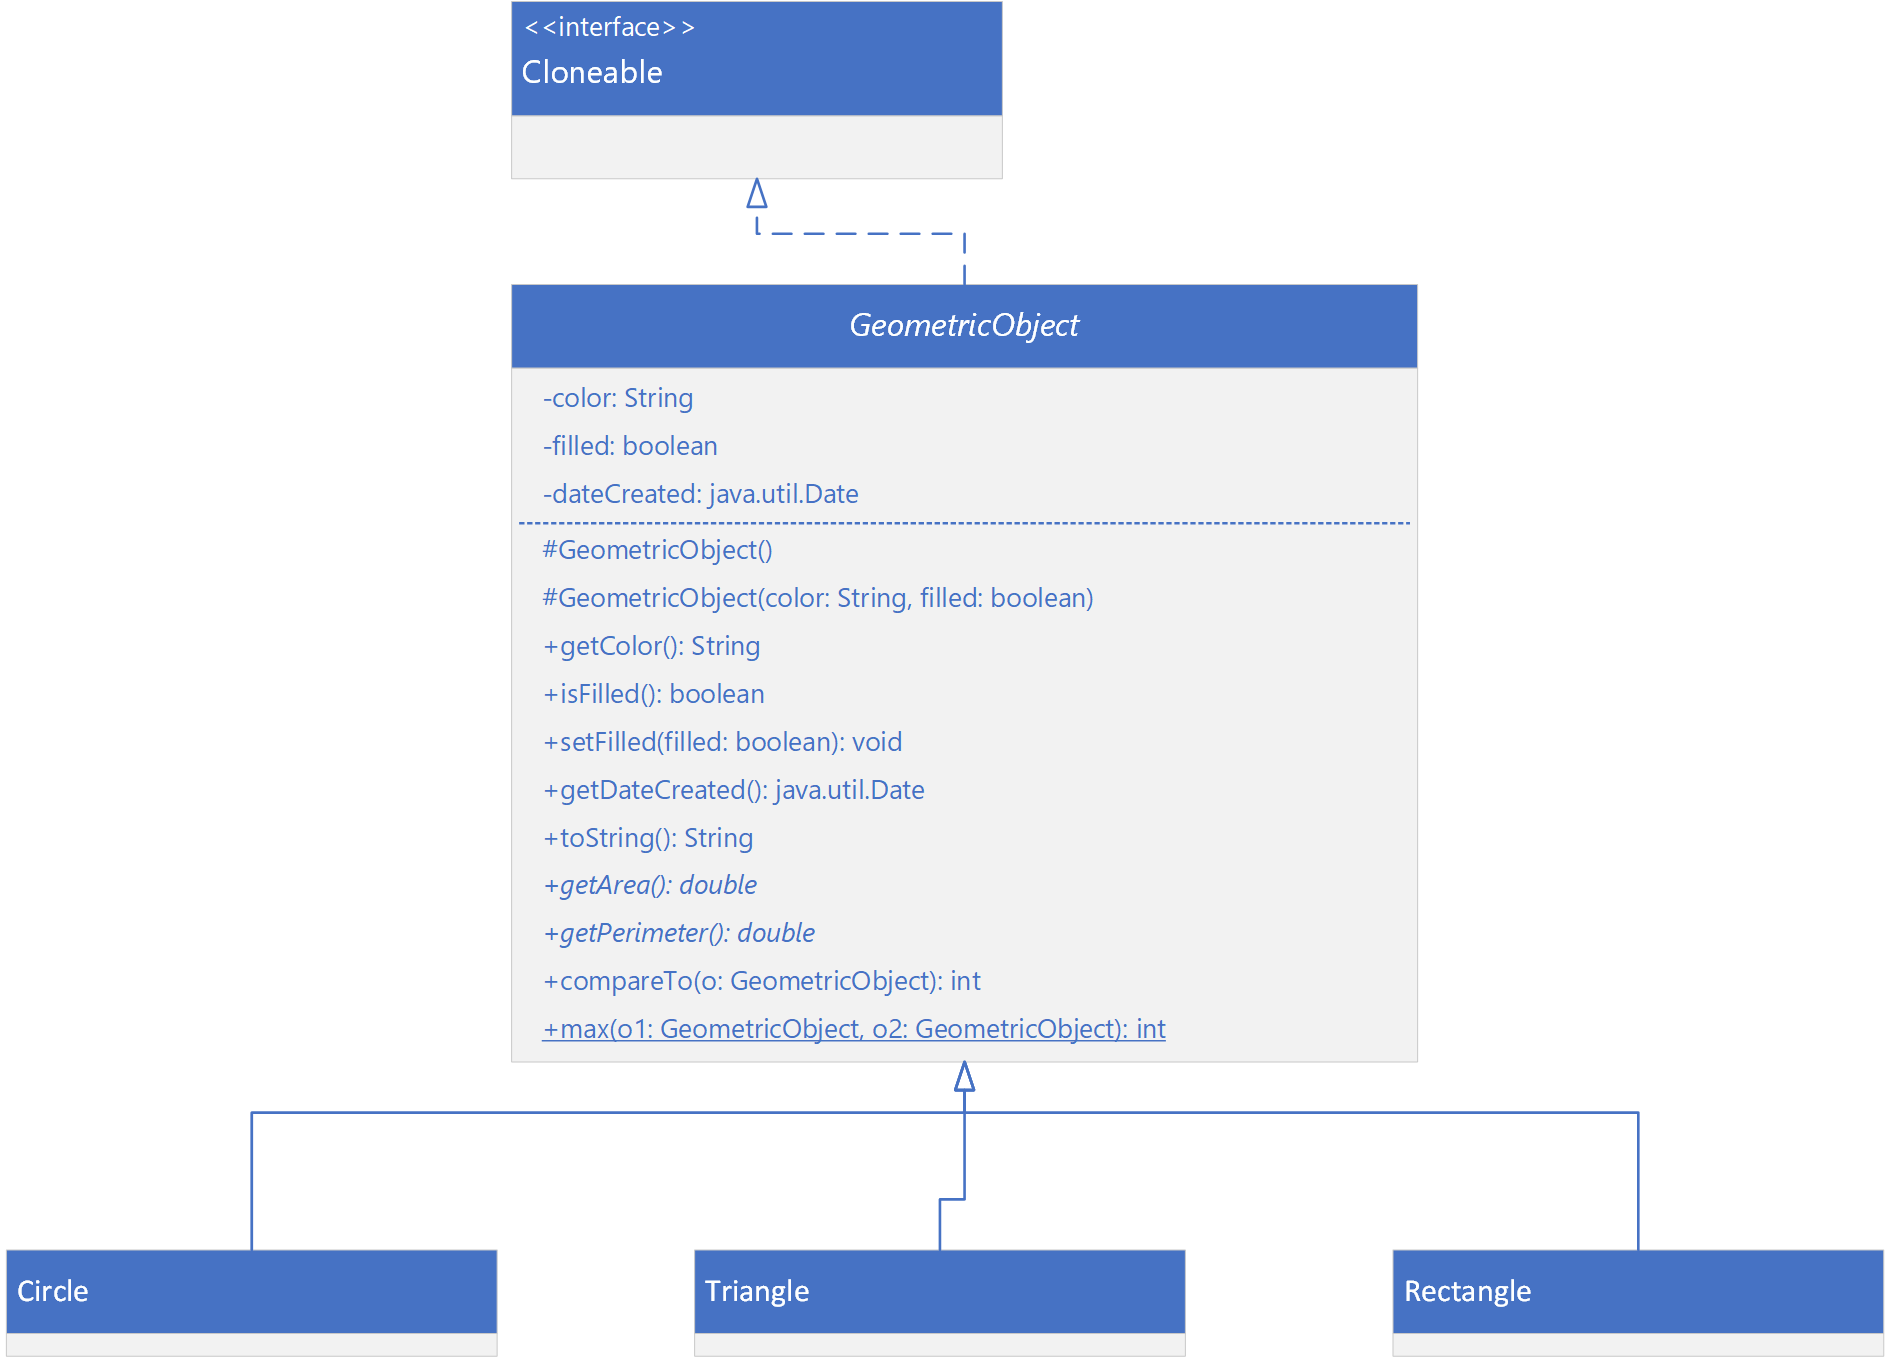 <<interface>>
Cloneable
GeometricObject
-color: String
-filled: boolean
-dateCreated: java.util.Date
#GeometricObject()
#GeometricObject(color: String, filled: boolean)
+getColor(): String
+isFilled(): boolean
+setFilled(filled: boolean): void
+getDateCreated(): java.util.Date
+toString(): String
+getArea(): double
+getPerimeter(): double
+compareTo(o: GeometricObject): int
+max(o1: GeometricObject, o2: GeometricObject): int
Circle
Triangle
Rectangle